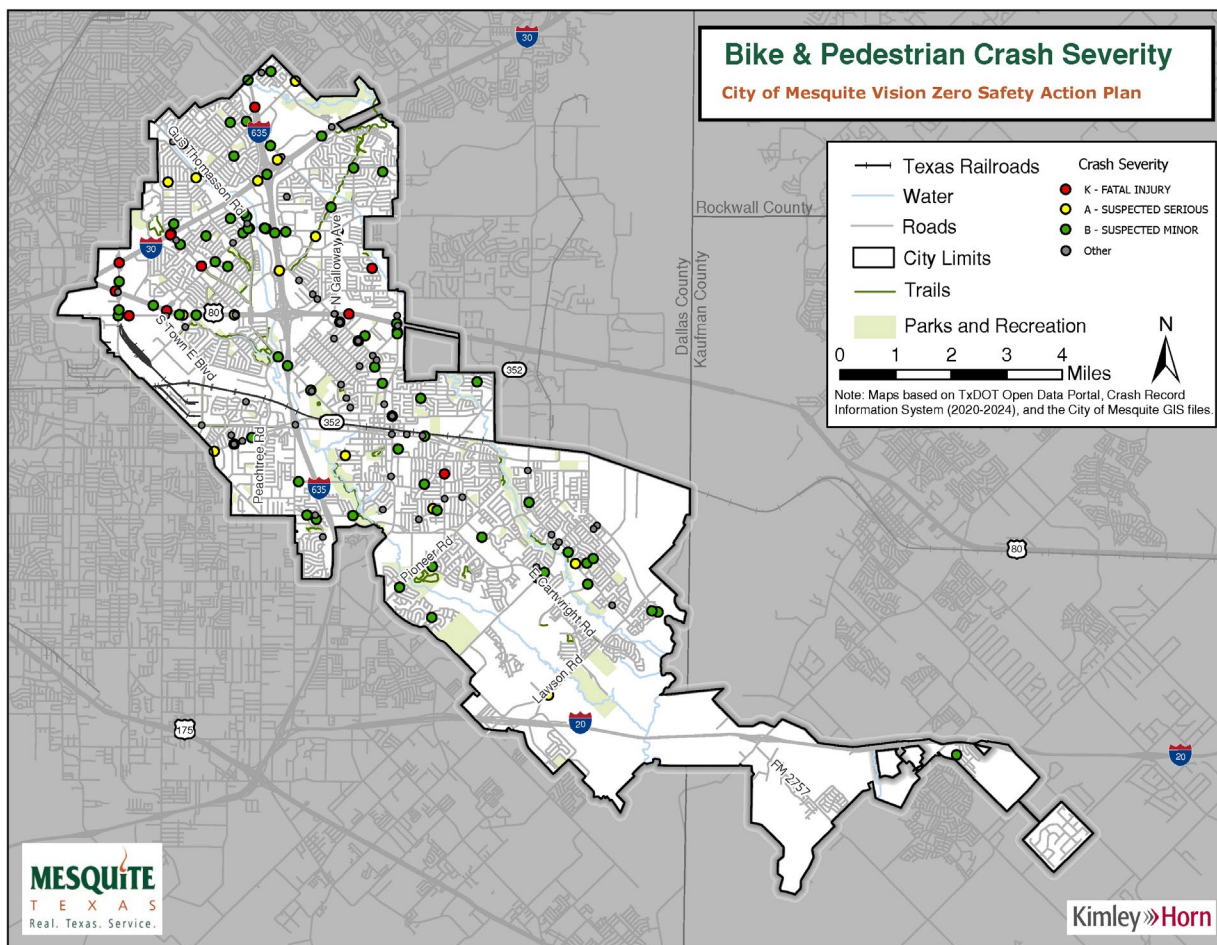 Bike & Pedestrian Crash Severity
City of Mesquite Vision Zero Safety Action Plan
30
635
Gus Thomasson Rd
30
N Galloway Ave
80
S Town E Blvd
352
352
Peachtree Rd
635
Pioneer Rd
E Cartwright Rd
Lawson Rd
20
175
FM 2757
20
80
Rockwall County
Dallas County
Kaufman County
Texas Railroads
Water
Roads
City Limits
Trails
Parks and Recreation
Crash Severity
K - FATAL INJURY
A - SUSPECTED SERIOUS
B - SUSPECTED MINOR
Other
N
0 1 2 3 4
Miles
Note: Maps based on TxDOT Open Data Portal, Crash Record
Information System (2020-2024), and the City of Mesquite GIS files.
MESQUiTE
TEXAS
Real. Texas. Service.
Kimley»Horn